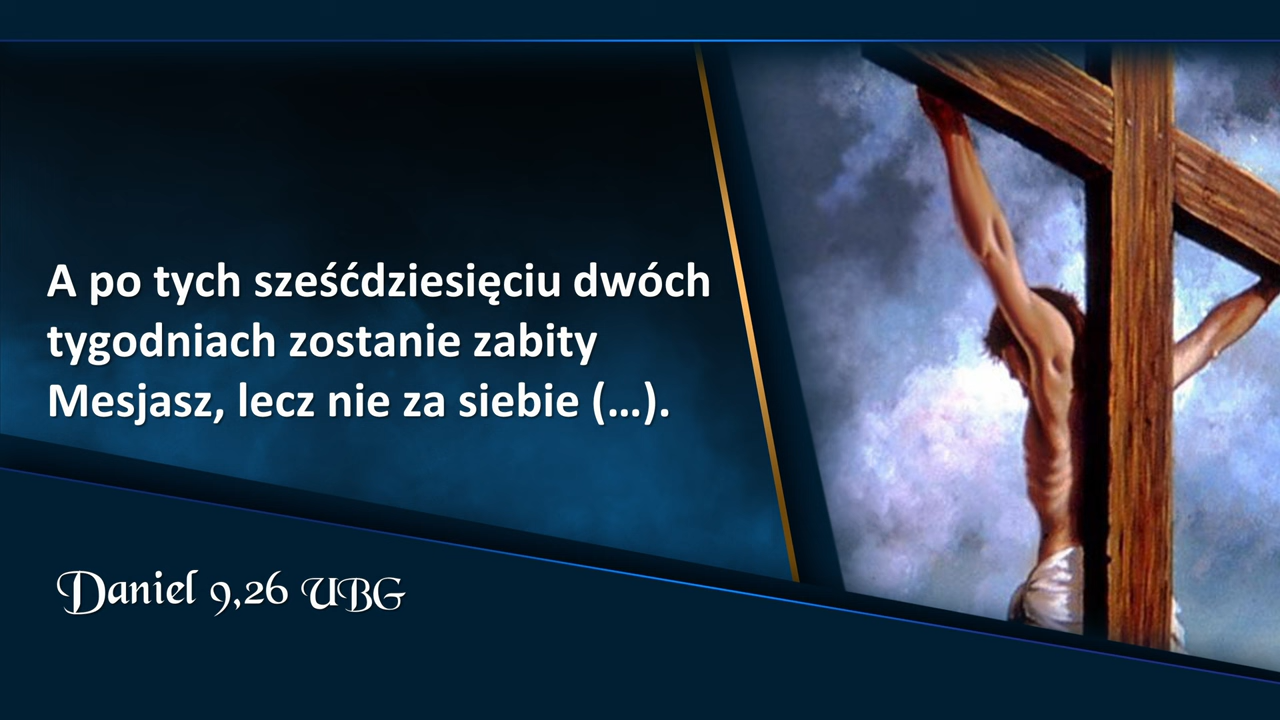 A po tych sześćdziesięciu dwóch
tygodniach zostanie zabity
Mesjasz, lecz nie za siebie (...).
Daniel 9,26 UBG